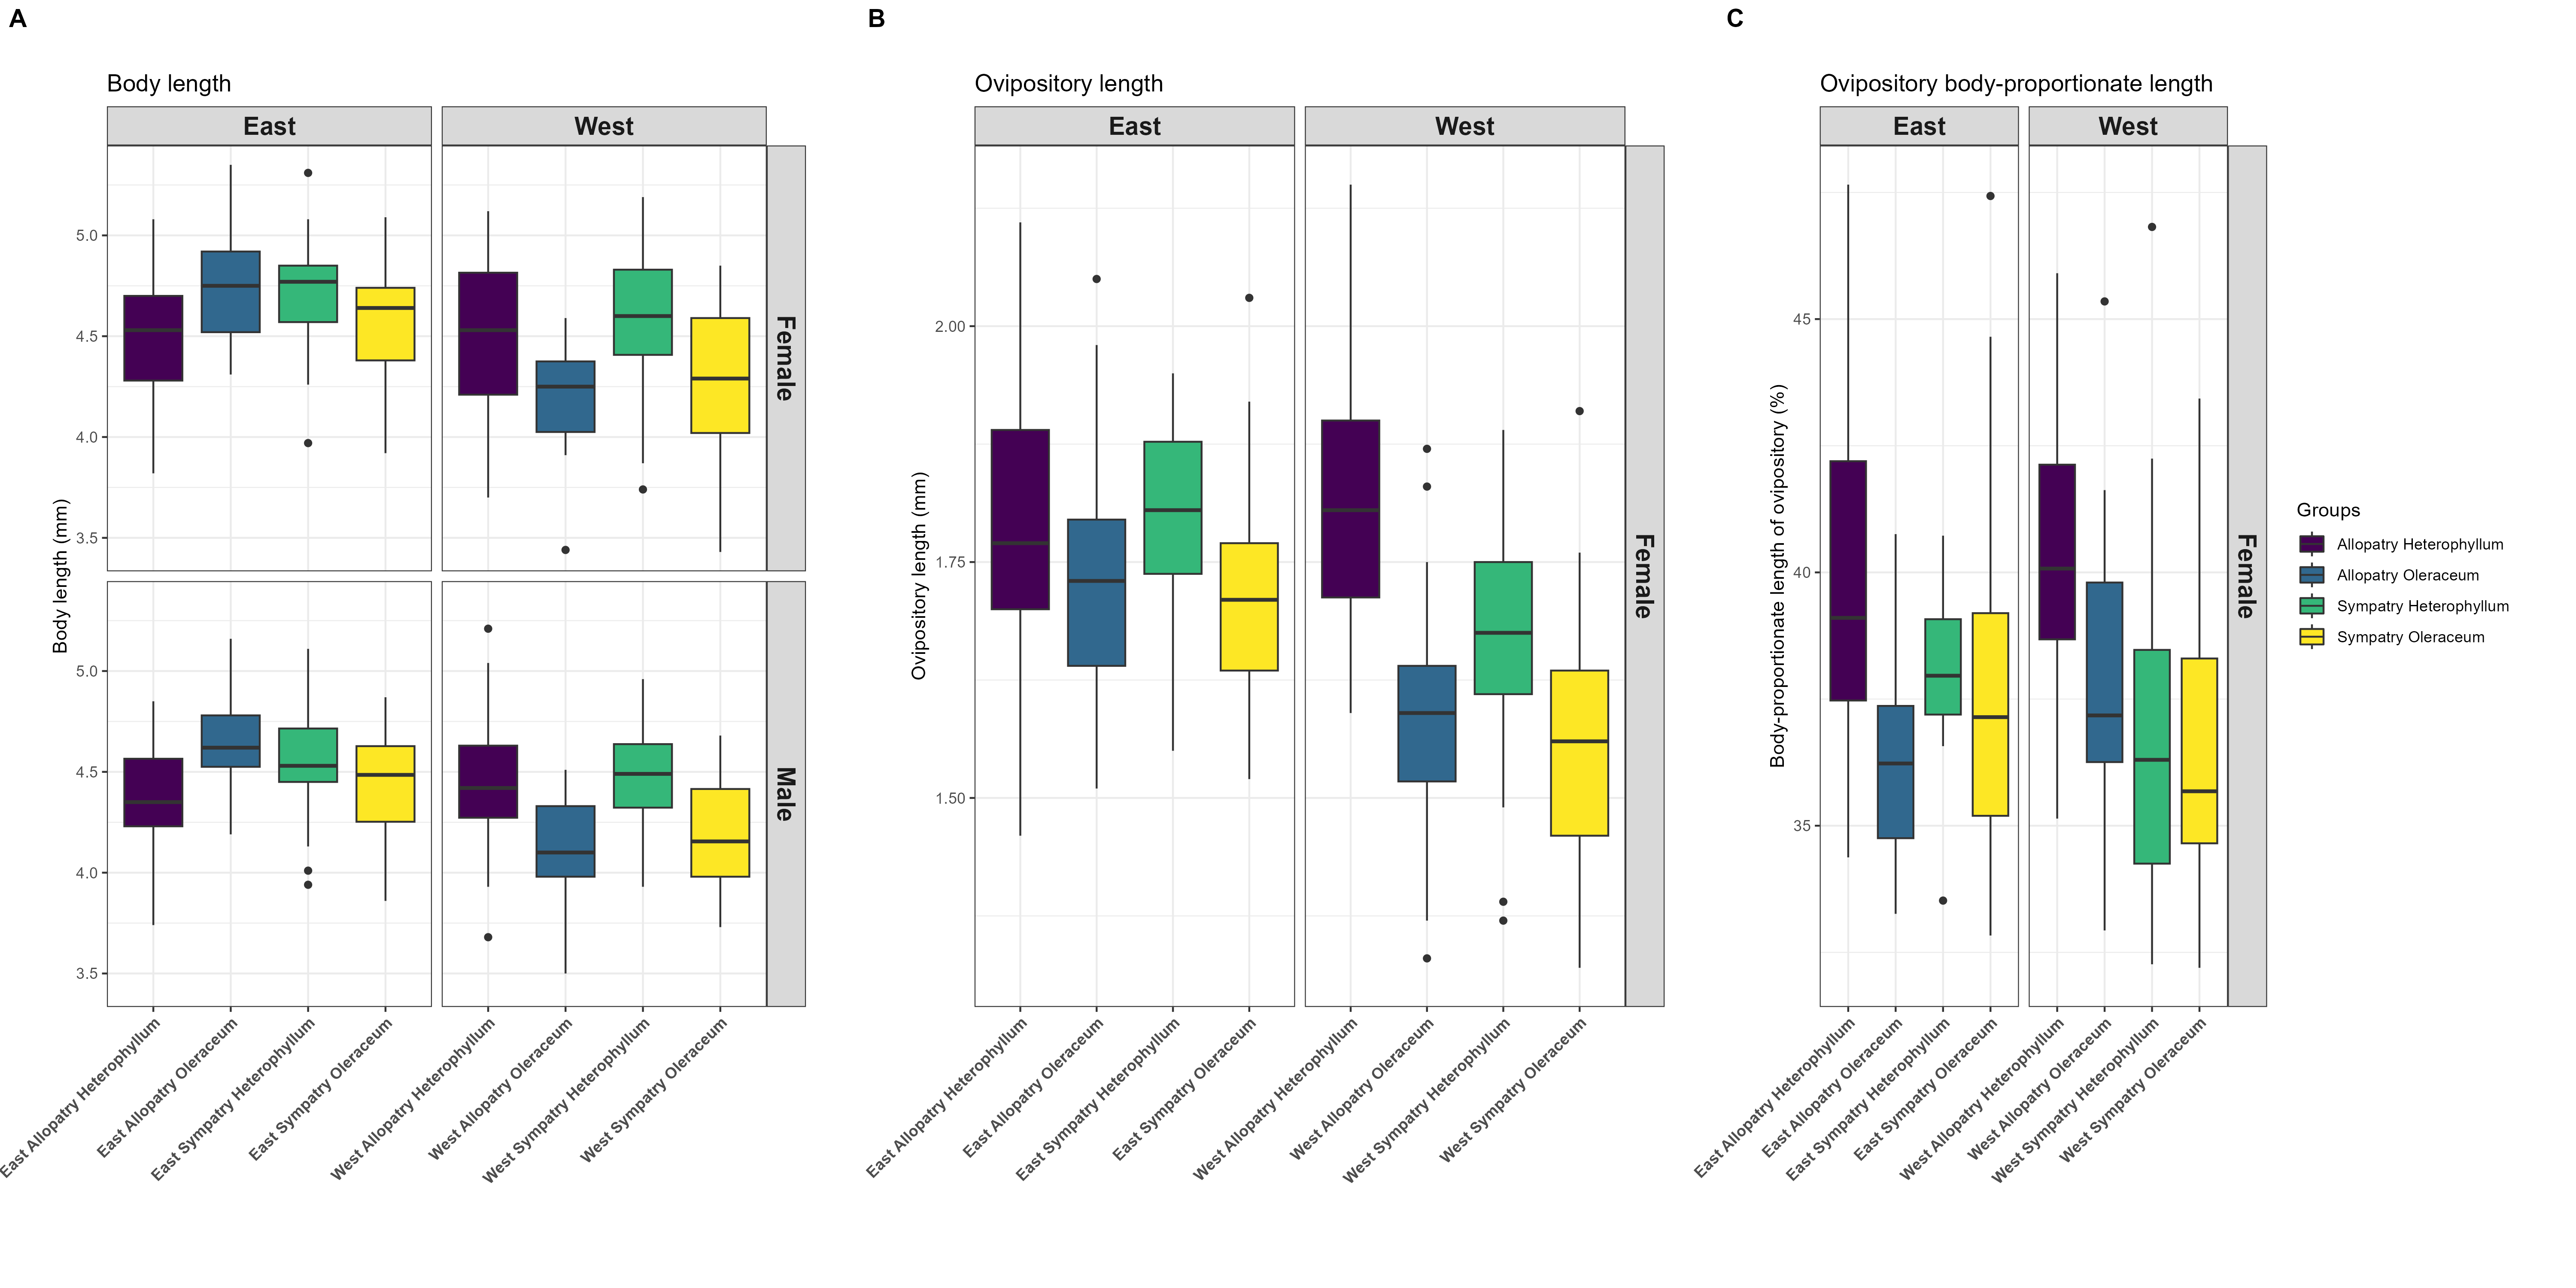 A
Body length
East
West
Female
Male
Body length (mm)
5.0
4.5
4.0
3.5
5.0
4.5
4.0
3.5
East Allopatry Heterophyllum
East Allopatry Oleraceum
East Sympatry Heterophyllum
East Sympatry Oleraceum
West Allopatry Heterophyllum
West Allopatry Oleraceum
West Sympatry Heterophyllum
West Sympatry Oleraceum
B
Ovipository length
East
West
Female
Ovipository length (mm)
2.00
1.75
1.50
East Allopatry Heterophyllum
East Allopatry Oleraceum
East Sympatry Heterophyllum
East Sympatry Oleraceum
West Allopatry Heterophyllum
West Allopatry Oleraceum
West Sympatry Heterophyllum
West Sympatry Oleraceum
C
Ovipository body-proportionate length
East
West
Female
Body-proportionate length of ovipository (%)
45
40
35
East Allopatry Heterophyllum
East Allopatry Oleraceum
East Sympatry Heterophyllum
East Sympatry Oleraceum
West Allopatry Heterophyllum
West Allopatry Oleraceum
West Sympatry Heterophyllum
West Sympatry Oleraceum
Groups
Allopatry Heterophyllum
Allopatry Oleraceum
Sympatry Heterophyllum
Sympatry Oleraceum